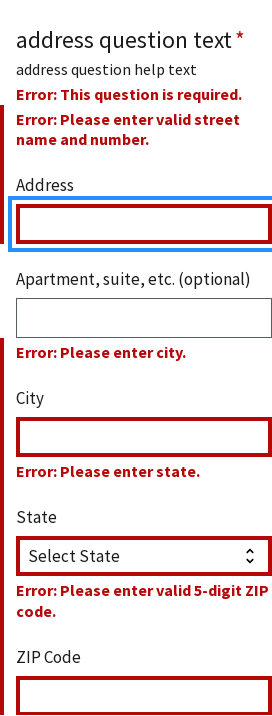 address question text *
address question help text
Error: This question is required.
Error: Please enter valid street
name and number.
Address
Apartment, suite, etc. (optional)
Error: Please enter city.
City
Error: Please enter state.
State
Select State
Error: Please enter valid 5-digit ZIP
code.
ZIP Code